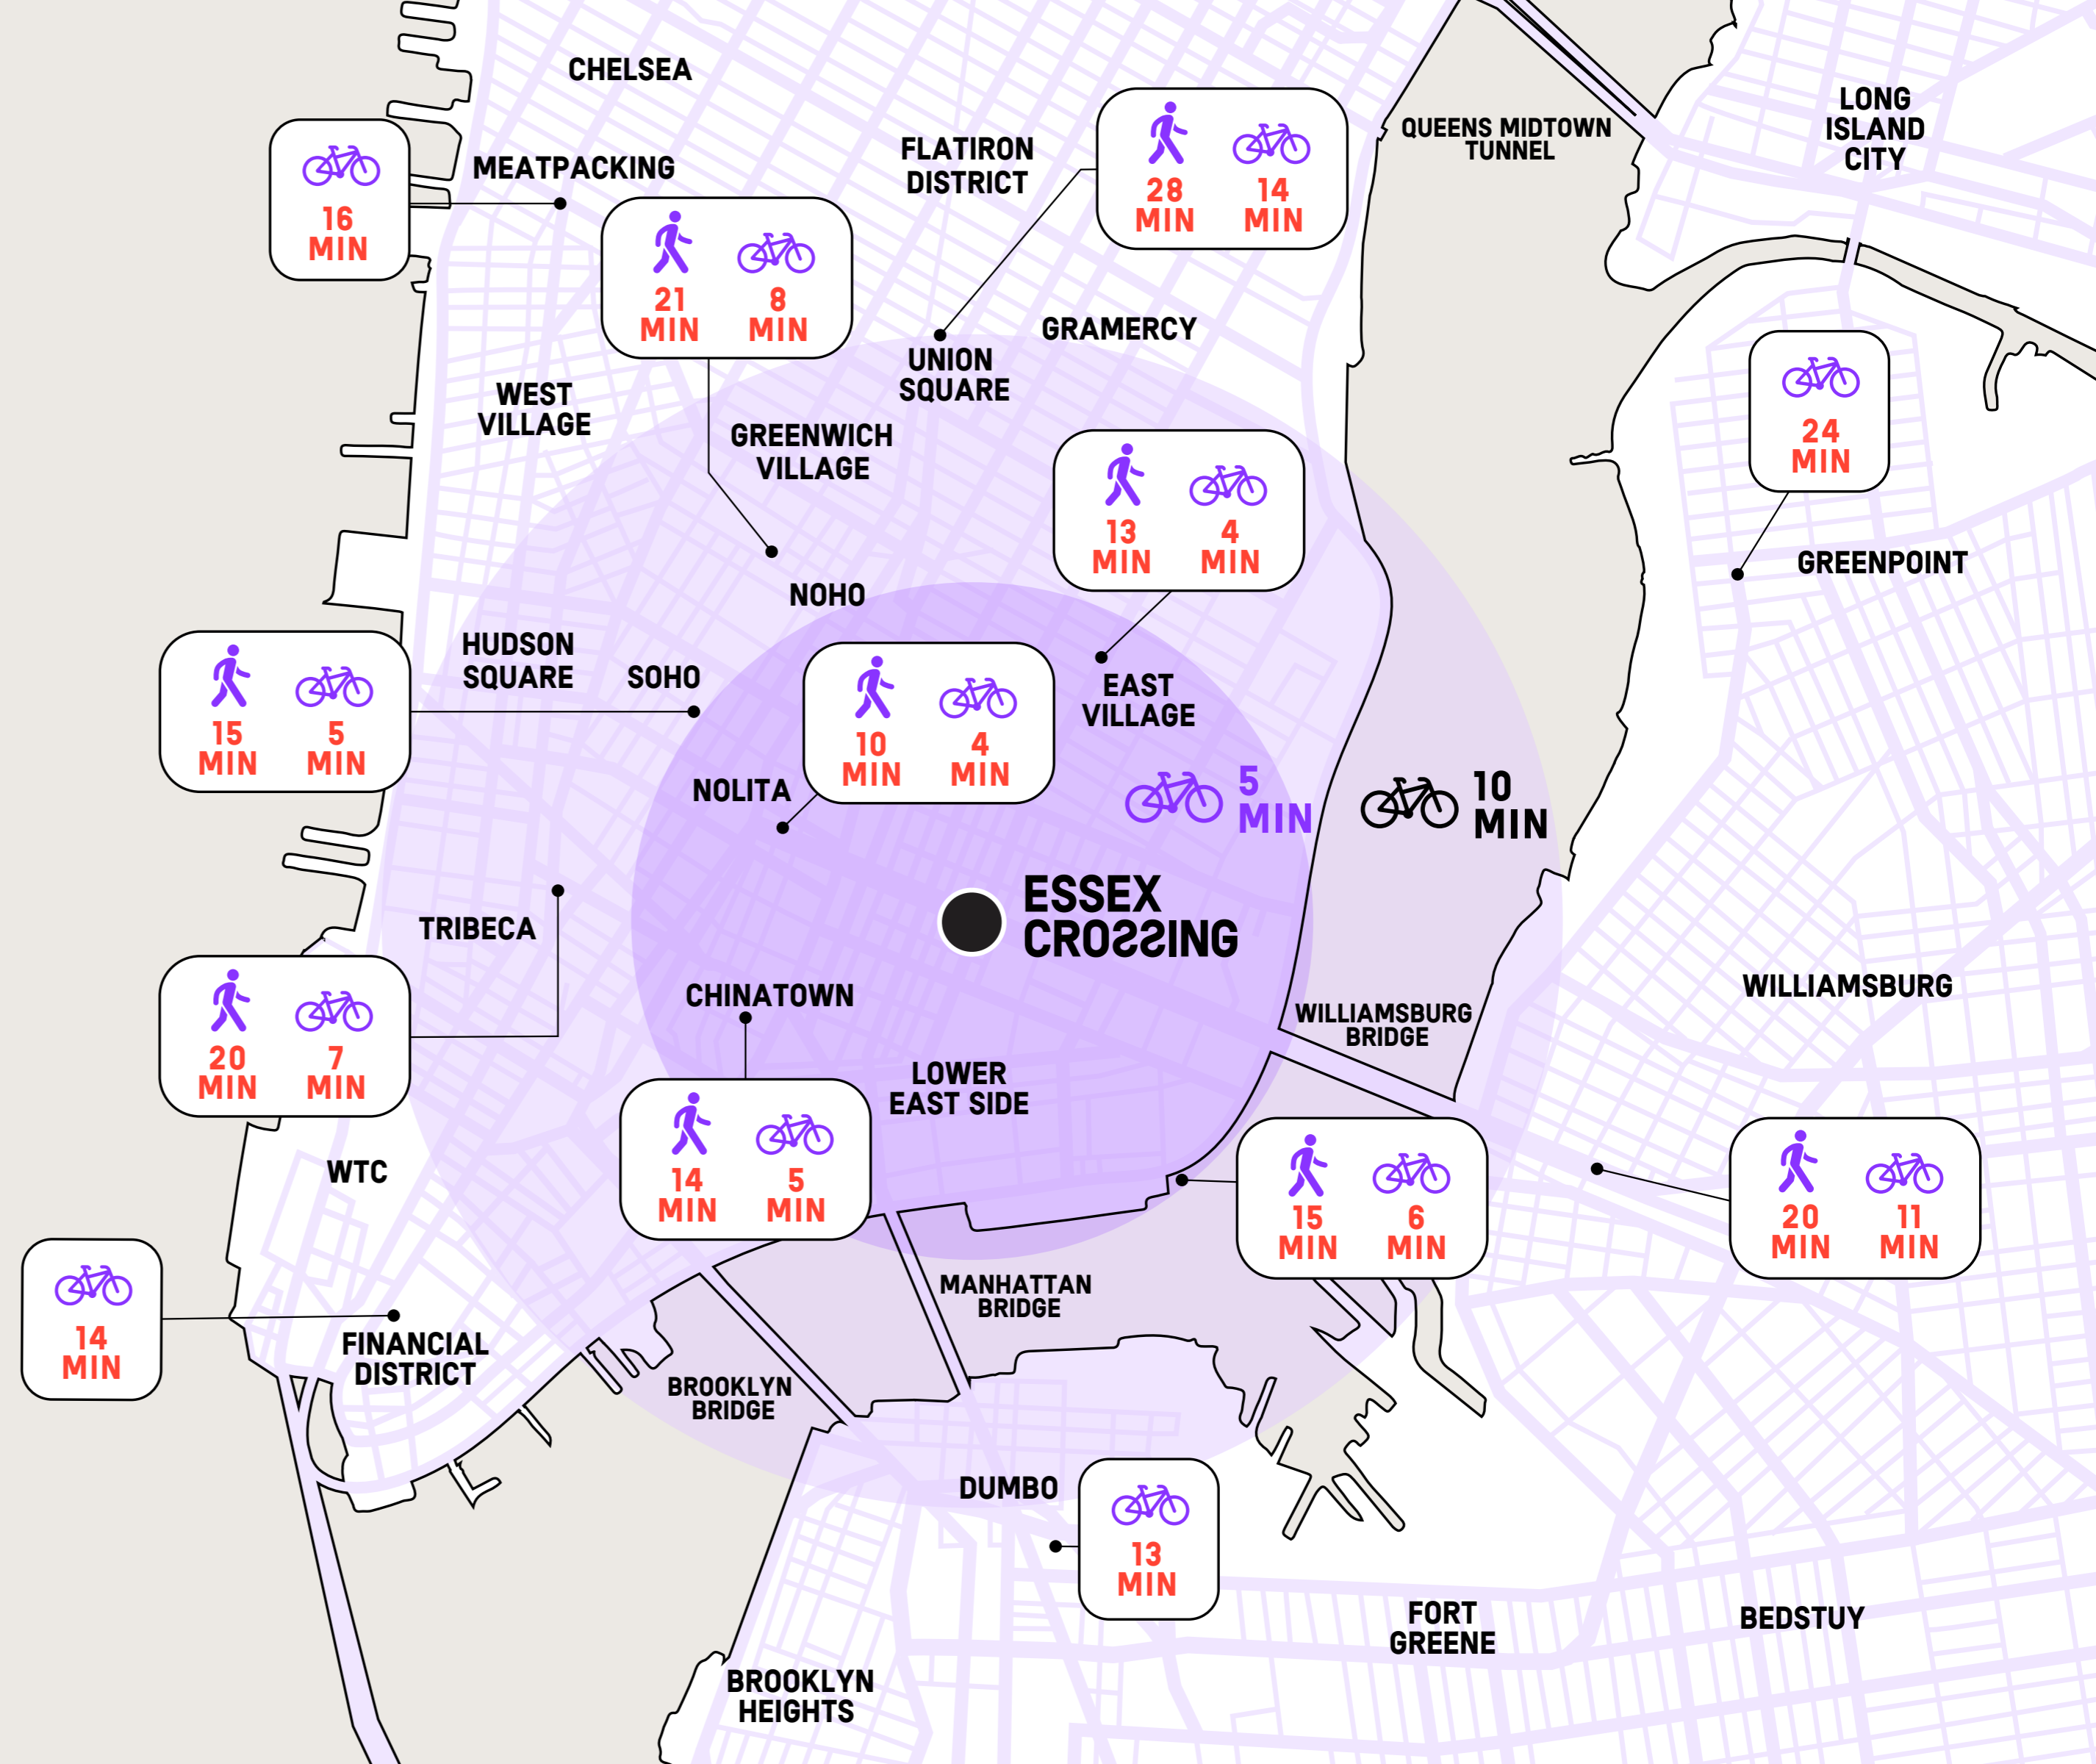 CHELSEA
16
MIN
MEATPACKING
FLATIRON
DISTRICT
28
MIN
14
MIN
QUEENS MIDTOWN
TUNNEL
LONG
ISLAND
CITY
21
MIN
8
MIN
GRAMERCY
UNION
SQUARE
WEST
VILLAGE
GREENWICH
VILLAGE
24
MIN
13
MIN
4
MIN
GREENPOINT
NOHO
HUDSON
SQUARE
SOHO
15
MIN
5
MIN
10
MIN
4
MIN
EAST
VILLAGE
NOLITA
5
MIN
10
MIN
ESSEX
CROSSING
TRIBECA
20
MIN
7
MIN
CHINATOWN
WILLIAMSBURG
BRIDGE
WILLIAMSBURG
LOWER
EAST SIDE
14
MIN
5
MIN
WTC
15
MIN
6
MIN
20
MIN
11
MIN
14
MIN
FINANCIAL
DISTRICT
MANHATTAN
BRIDGE
BROOKLYN
BRIDGE
DUMBO
13
MIN
FORT
GREENE
BEDSTUY
BROOKLYN
HEIGHTS